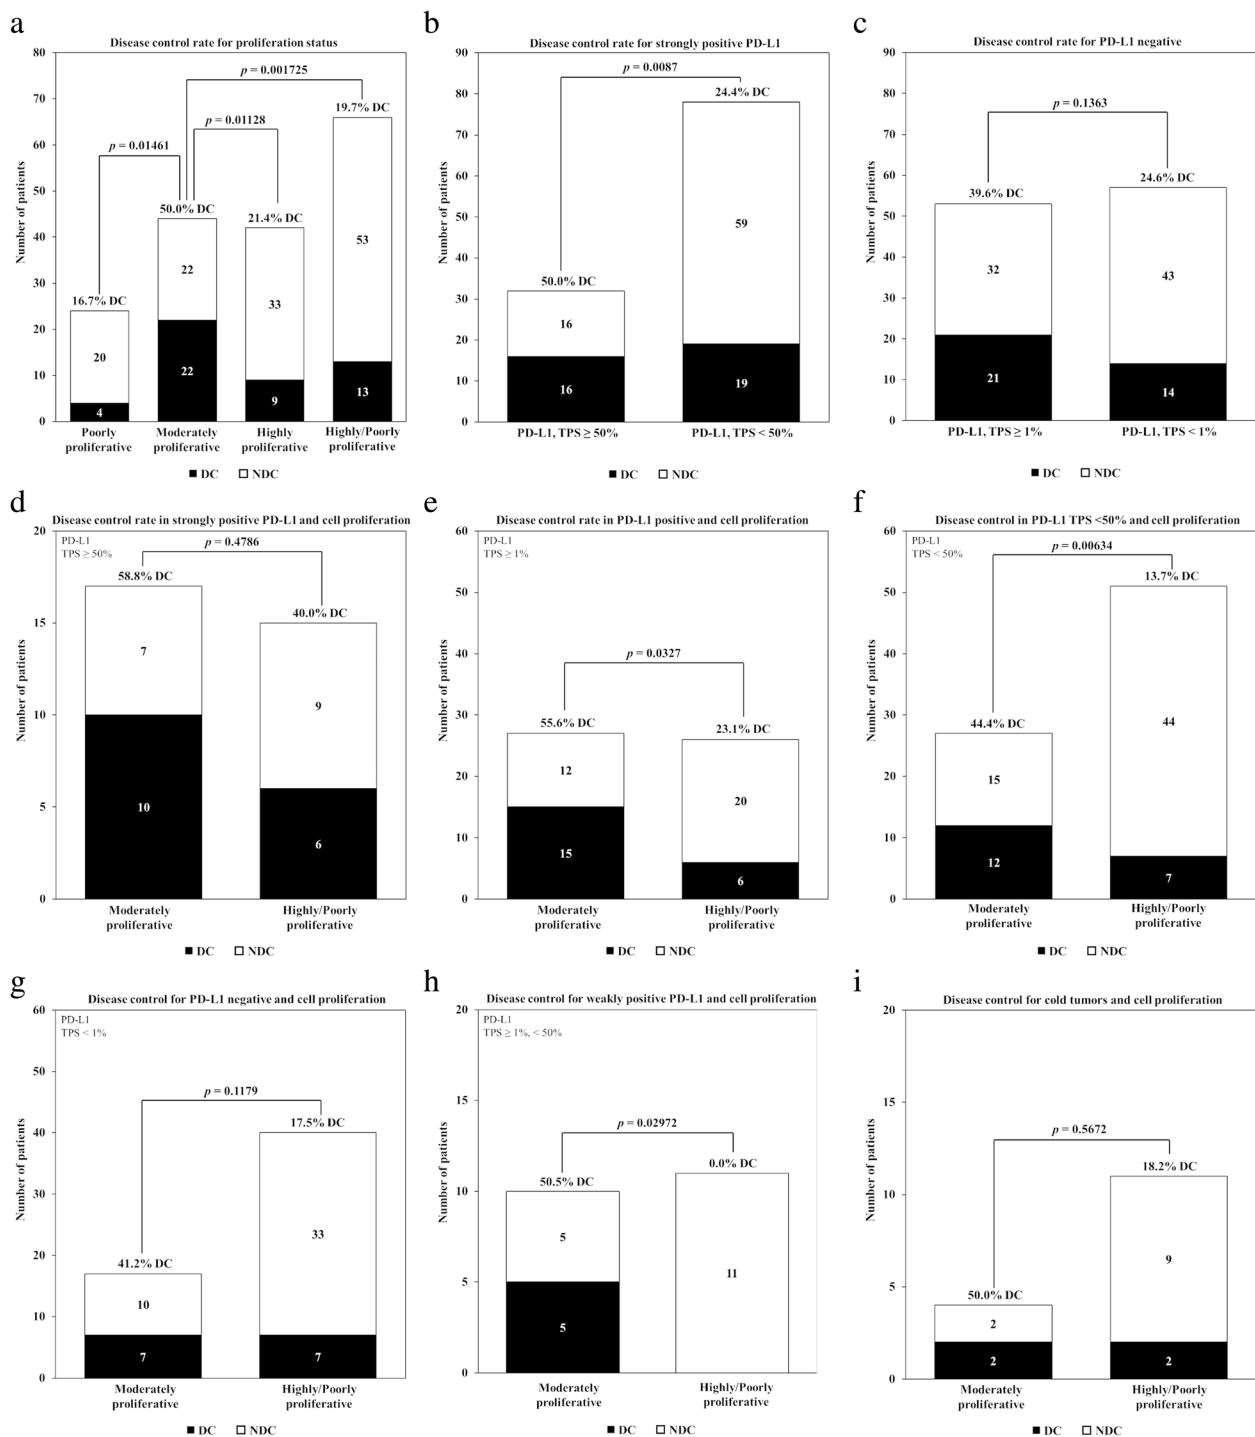 a
Disease control rate for proliferation status
Number of patients
80
70
60
50
40
30
20
10
0
p = 0.001725
p = 0.01128
p = 0.01461
19.7% DC
50.0% DC
21.4% DC
16.7% DC
20
4
22
22
33
9
53
13
Poorly
proliferative
Moderately
proliferative
Highly
proliferative
Highly/Poorly
proliferative
DC NDC
b
Disease control rate for strongly positive PD-L1
Number of patients
90
80
70
60
50
40
30
20
10
0
p = 0.0087
24.4% DC
50.0% DC
16
16
59
19
PD-L1, TPS ≥ 50%
PD-L1, TPS < 50%
DC NDC
c
Disease control rate for PD-L1 negative
Number of patients
90
80
70
60
50
40
30
20
10
0
p = 0.1363
39.6% DC
24.6% DC
32
21
43
14
PD-L1, TPS ≥ 1%
PD-L1, TPS < 1%
DC NDC
d
Disease control rate in strongly positive PD-L1 and cell proliferation
PD-L1
TPS ≥ 50%
Number of patients
20
15
10
5
0
p = 0.4786
58.8% DC
40.0% DC
7
10
9
6
Moderately
proliferative
Highly/Poorly
proliferative
DC NDC
e
Disease control rate in PD-L1 positive and cell proliferation
PD-L1
TPS ≥ 1%
Number of patients
60
50
40
30
20
10
0
p = 0.0327
55.6% DC
23.1% DC
12
15
20
6
Moderately
proliferative
Highly/Poorly
proliferative
DC NDC
f
Disease control in PD-L1 TPS <50% and cell proliferation
PD-L1
TPS < 50%
Number of patients
60
50
40
30
20
10
0
p = 0.00634
13.7% DC
44.4% DC
15
12
44
7
Moderately
proliferative
Highly/Poorly
proliferative
DC NDC
g
Disease control for PD-L1 negative and cell proliferation
PD-L1
TPS < 1%
Number of patients
60
50
40
30
20
10
0
p = 0.1179
17.5% DC
41.2% DC
10
7
33
7
Moderately
proliferative
Highly/Poorly
proliferative
DC NDC
h
Disease control for weakly positive PD-L1 and cell proliferation
PD-L1
TPS ≥ 1%, < 50%
Number of patients
20
15
10
5
0
p = 0.02972
0.0% DC
50.5% DC
5
5
11
Moderately
proliferative
Highly/Poorly
proliferative
DC NDC
i
Disease control for cold tumors and cell proliferation
Number of patients
20
15
10
5
0
p = 0.5672
18.2% DC
50.0% DC
2
2
9
2
Moderately
proliferative
Highly/Poorly
proliferative
DC NDC